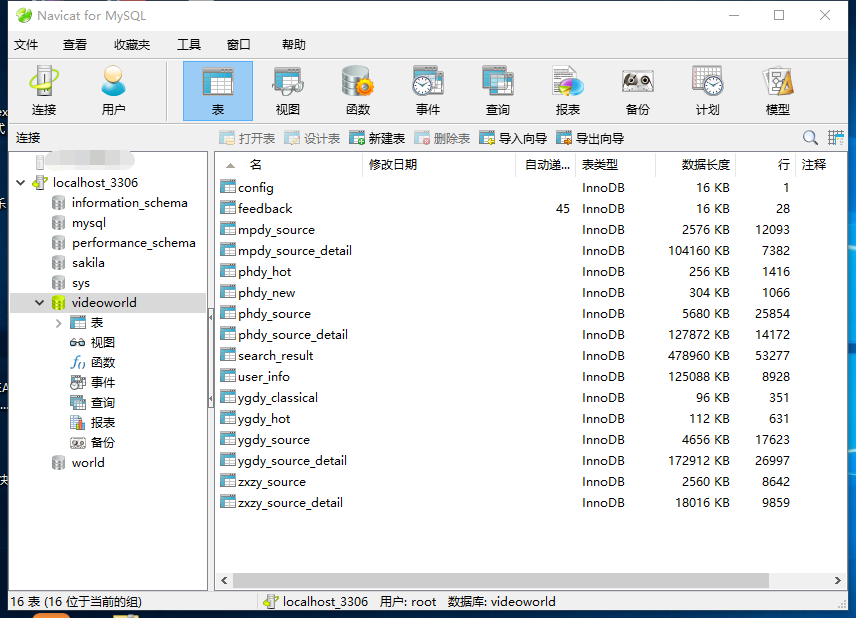 Navicat for MySQL
文件 查看 收藏夹 工具 窗口 帮助
连接 用户 表 视图 函数 事件 查询 报表 备份 计划 模型
连接 打开表 设计表 新建表 删除表 导入向导 导出向导
名 修改日期 自动递... 表类型 数据长度 行 注释
localhost_3306
information_schema
mysql
performance_schema
sakila
sys
videoworld
表
视图
函数
事件
查询
报表
备份
world
config InnoDB 16 KB 1
feedback 45 InnoDB 16 KB 28
mpdy_source InnoDB 2576 KB 12093
mpdy_source_detail InnoDB 104160 KB 7382
phdy_hot InnoDB 256 KB 1416
phdy_new InnoDB 304 KB 1066
phdy_source InnoDB 5680 KB 25854
phdy_source_detail InnoDB 127872 KB 14172
search_result InnoDB 478960 KB 53277
user_info InnoDB 125088 KB 8928
ygdy_classical InnoDB 96 KB 351
ygdy_hot InnoDB 112 KB 631
ygdy_source InnoDB 4656 KB 17623
ygdy_source_detail InnoDB 172912 KB 26997
zxzy_source InnoDB 2560 KB 8642
zxzy_source_detail InnoDB 18016 KB 9859
16 表 (16 位于当前的组) localhost_3306 用户: root 数据库: videoworld